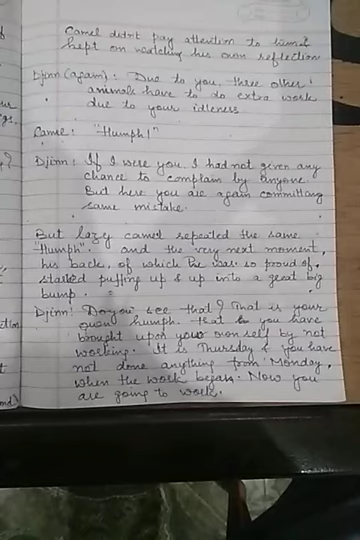 Camel didn't pay attention to him &
kept on watching his own reflection
Djinn (again) : Due to you, three other
animals have to do extra work
due to your idleness
Came : "Humph!"
Djinn : If I were you, I had not given any
chance to complain by anyone.
But here you are again committing
same mistake.
But lazy camel repeated the same
"Humph". and the very next moment,
his back, of which he was so proud of,
started puffing up & up into a great big
bump.
Djinn : Do you see that? That is your
humph. that you have
brought upon your own self by not
working. It is Thursday & you have
not done anything from Monday,
when the work began. Now you
are going to work.